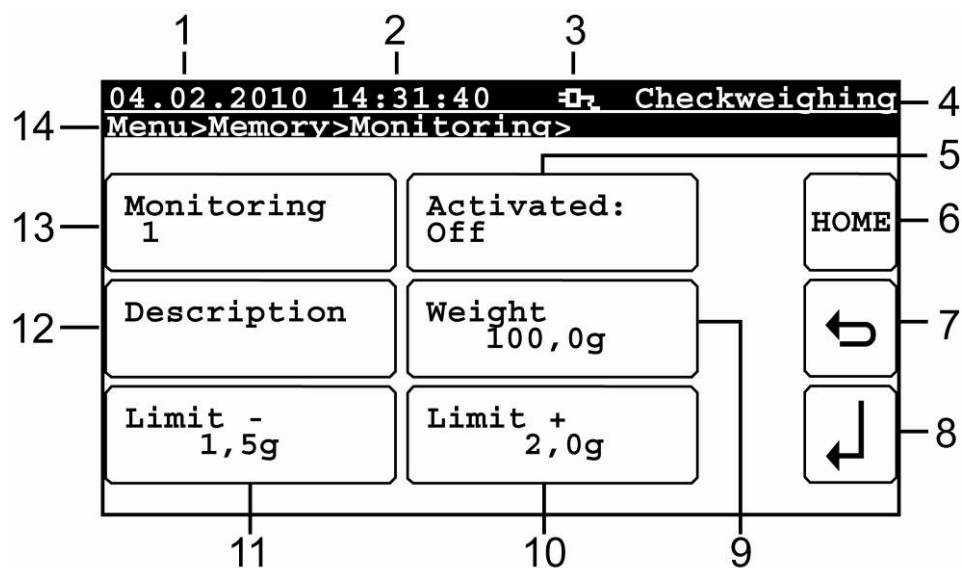 1 2 3
04.02.2010 14:31:40 Checkweighing 4
14 Menu>Memory>Monitoring>
5
13 Monitoring Activated: HOME 6
1 Off
12 Description Weight 7
100,0g
Limit - Limit + 8
1,5g 2,0g
11 10 9